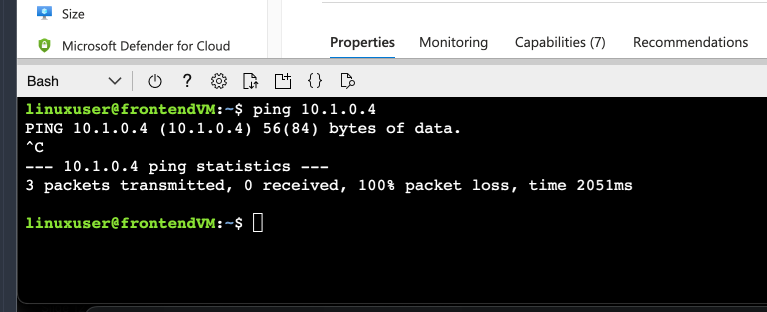 Size
Microsoft Defender for Cloud
Properties Monitoring Capabilities (7) Recommendations
Bash
linuxuser@frontendVM:~$ ping 10.1.0.4
PING 10.1.0.4 (10.1.0.4) 56(84) bytes of data.
^C
--- 10.1.0.4 ping statistics ---
3 packets transmitted, 0 received, 100% packet loss, time 2051ms
linuxuser@frontendVM:~$